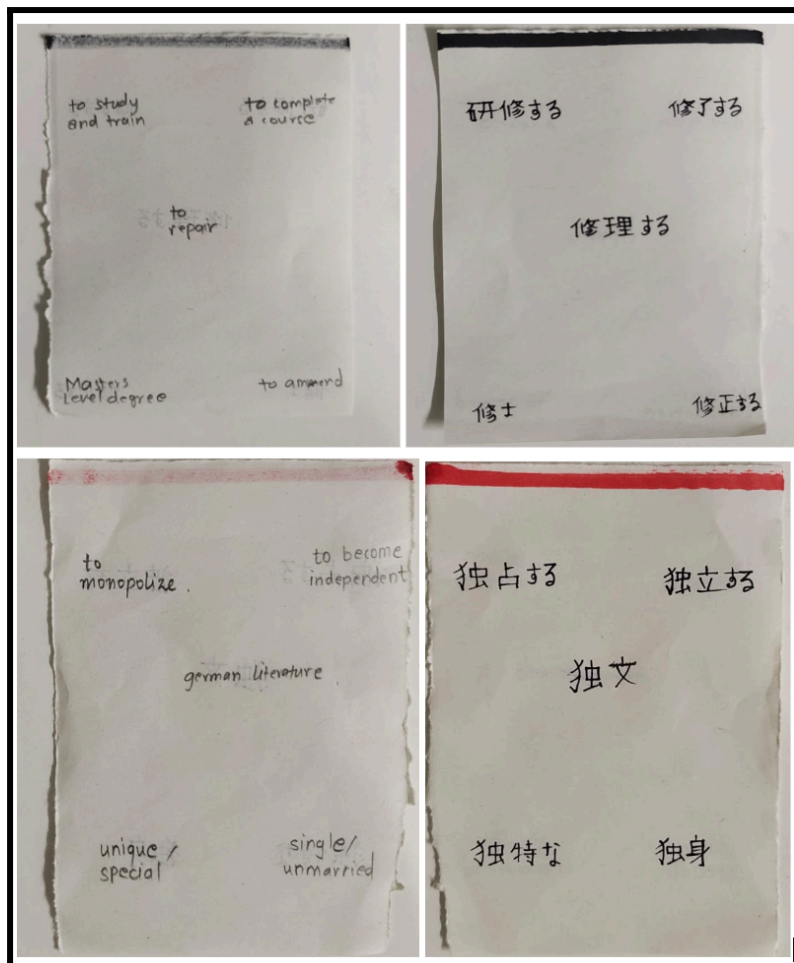 to study
and train
to complete
a course
to
repair
Masters
Level degree
to ammend
研修する
修了する
修理する
修士
修正する
to
monopolize.
to become
independent
german literature
unique /
special
single/
unmarried
独占する
独立する
独文
独特な
独身